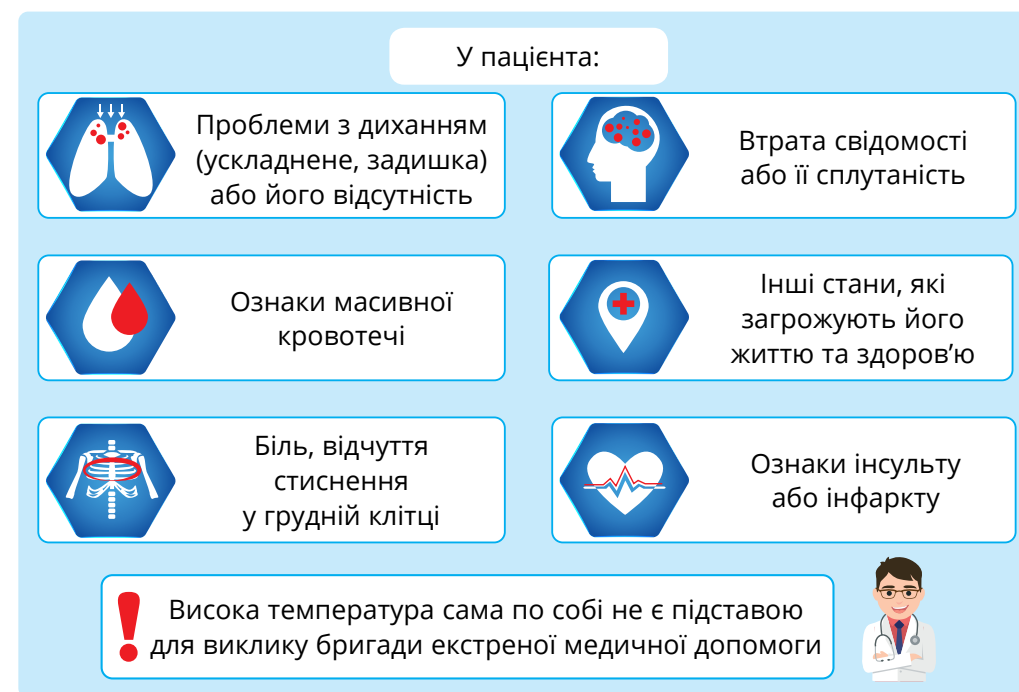 У пацієнта:
Проблеми з диханням
(ускладнене, задишка)
або його відсутність
Втрата свідомості
або її сплутаність
Ознаки масивної
кровотечі
Інші стани, які
загрожують його
життю та здоров’ю
Біль, відчуття
стиснення
у грудній клітці
Ознаки інсульту
або інфаркту
Висока температура сама по собі не є підставою
для виклику бригади екстреної медичної допомоги